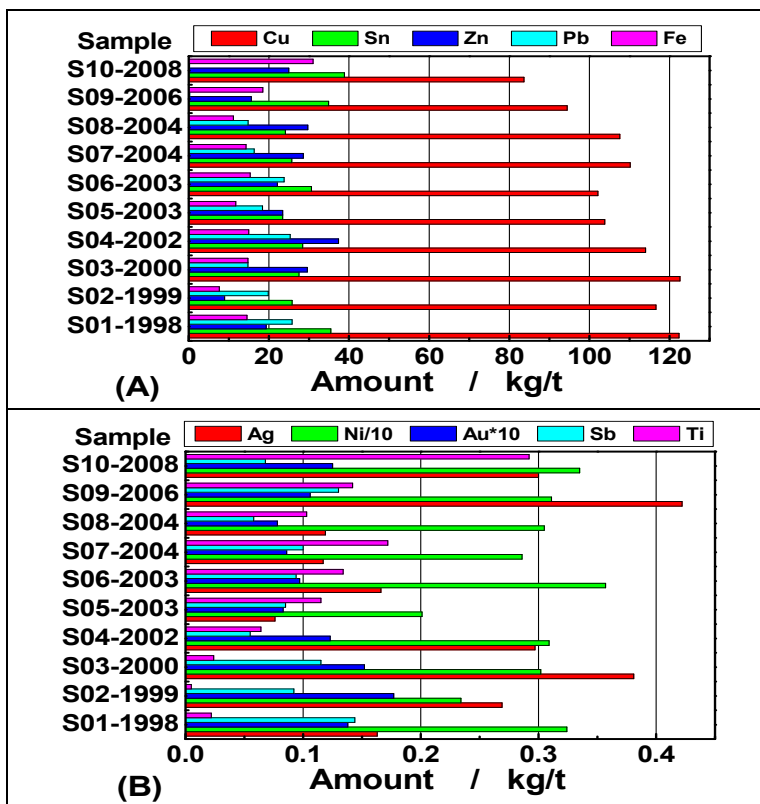 Sample
Cu Sn Zn Pb Fe
S10-2008
S09-2006
S08-2004
S07-2004
S06-2003
S05-2003
S04-2002
S03-2000
S02-1999
S01-1998
0 20 40 60 80 100 120
(A) Amount / kg/t
Sample
Ag Ni/10 Au*10 Sb Ti
S10-2008
S09-2006
S08-2004
S07-2004
S06-2003
S05-2003
S04-2002
S03-2000
S02-1999
S01-1998
0.0 0.1 0.2 0.3 0.4
(B) Amount / kg/t